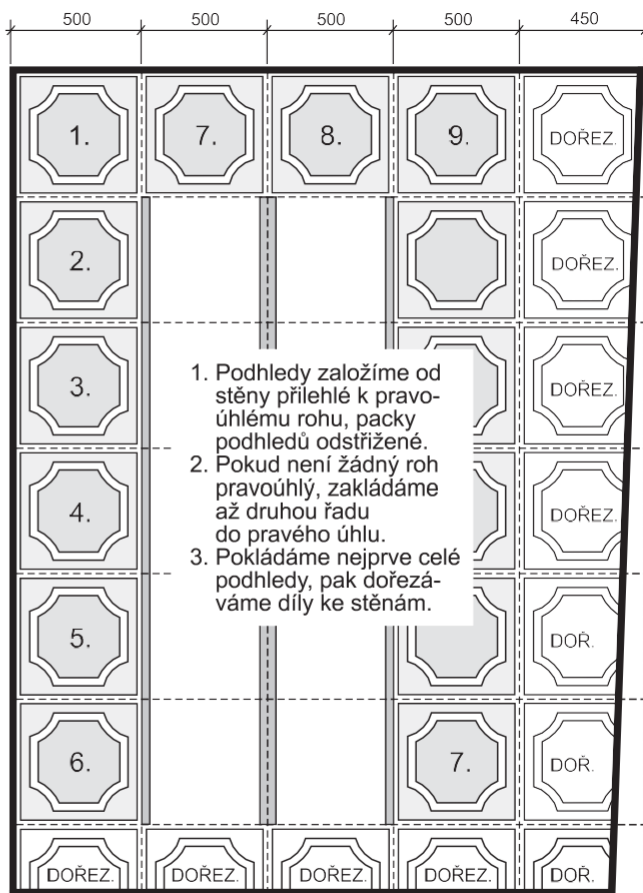 500 500 500 500 450
1. 7. 8. 9. DOŘEZ.
2. DOŘEZ.
3. DOŘEZ.
1. Podhledy založíme od
stěny přilehlé k pravo-
úhlému rohu, packy
podhledů odstřižené.
2. Pokud není žádný roh
pravoúhlý, zakládáme
až druhou řadu
do pravého úhlu.
3. Pokládáme nejprve celé
podhledy, pak dořezá-
váme díly ke stěnám.
4. DOŘEZ.
5. DOŘ.
6. 7. DOŘ.
DOŘEZ. DOŘEZ. DOŘEZ. DOŘEZ. DOŘ.